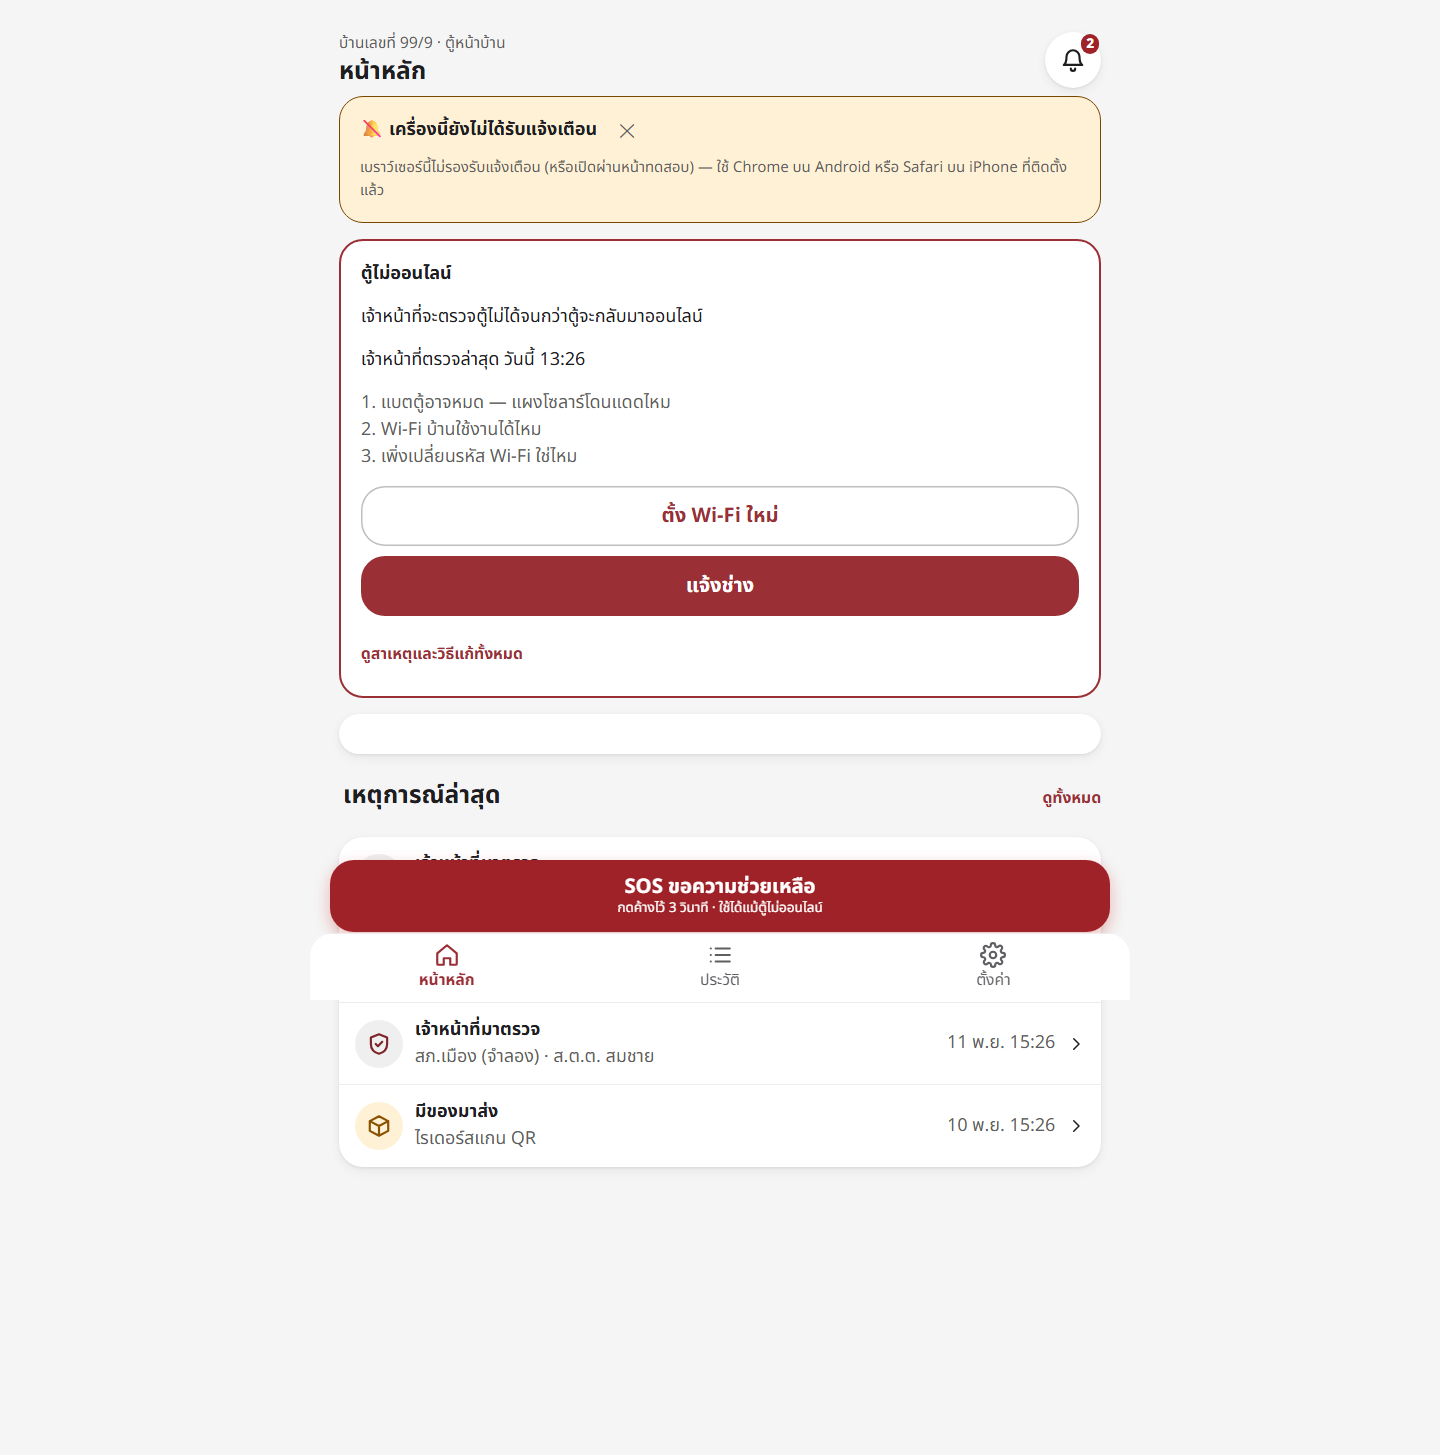 บ้านเลขที่ 99/9 · ตู้หน้าบ้าน
หน้าหลัก
2
เครื่องนี้ยังไม่ได้รับแจ้งเตือน
เบราว์เซอร์นี้ไม่รองรับแจ้งเตือน (หรือเปิดผ่านหน้าทดสอบ) — ใช้ Chrome บน Android หรือ Safari บน iPhone ที่ติดตั้ง
แล้ว
ตู้ไม่ออนไลน์
เจ้าหน้าที่จะตรวจตู้ไม่ได้จนกว่าตู้จะกลับมาออนไลน์
เจ้าหน้าที่ตรวจล่าสุด วันนี้ 13:26
1. แบตตู้อาจหมด — แผงโซลาร์โดนแดดไหม
2. Wi-Fi บ้านใช้งานได้ไหม
3. เพิ่งเปลี่ยนรหัส Wi-Fi ใช่ไหม
ตั้ง Wi-Fi ใหม่
แจ้งช่าง
ดูสาเหตุและวิธีแก้ทั้งหมด
เหตุการณ์ล่าสุด
ดูทั้งหมด
SOS ขอความช่วยเหลือ
กดค้างไว้ 3 วินาที · ใช้ได้แม้ตู้ไม่ออนไลน์
หน้าหลัก
ประวัติ
ตั้งค่า
เจ้าหน้าที่มาตรวจ
สภ.เมือง (จำลอง) · ส.ต.ต. สมชาย
11 พ.ย. 15:26
มีของมาส่ง
ไรเดอร์สแกน QR
10 พ.ย. 15:26